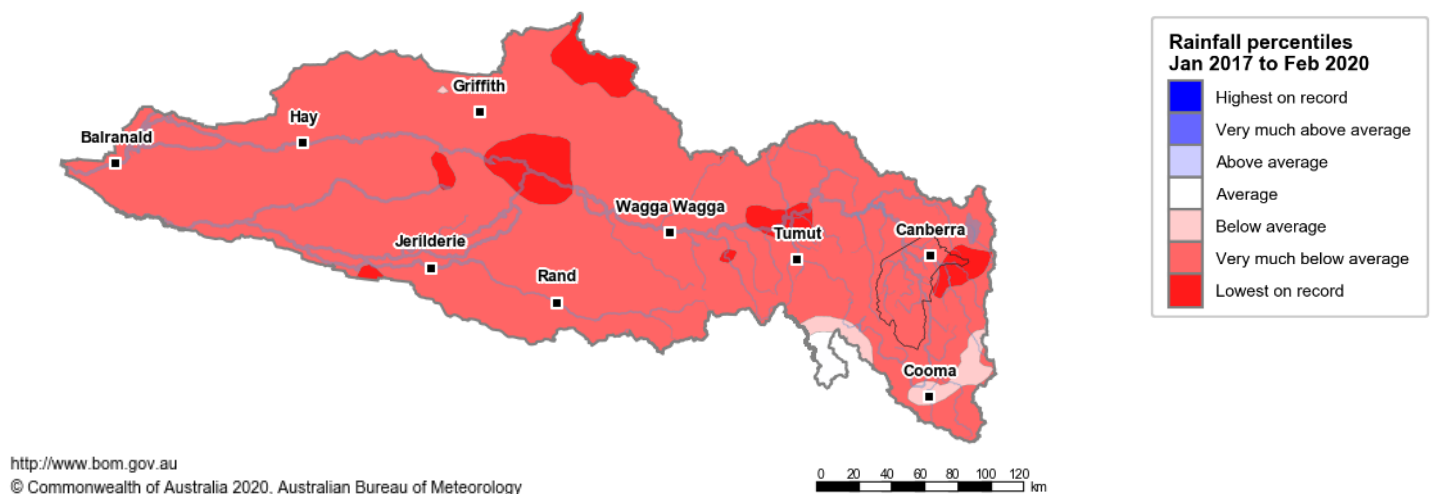 Griffith
Hay
Balranald
Wagga Wagga
Tumut
Canberra
Jerilderie
Rand
Cooma
Rainfall percentiles
Jan 2017 to Feb 2020
Highest on record
Very much above average
Above average
Average
Below average
Very much below average
Lowest on record
http://www.bom.gov.au
© Commonwealth of Australia 2020, Australian Bureau of Meteorology
0 20 40 60 80 100 120
km